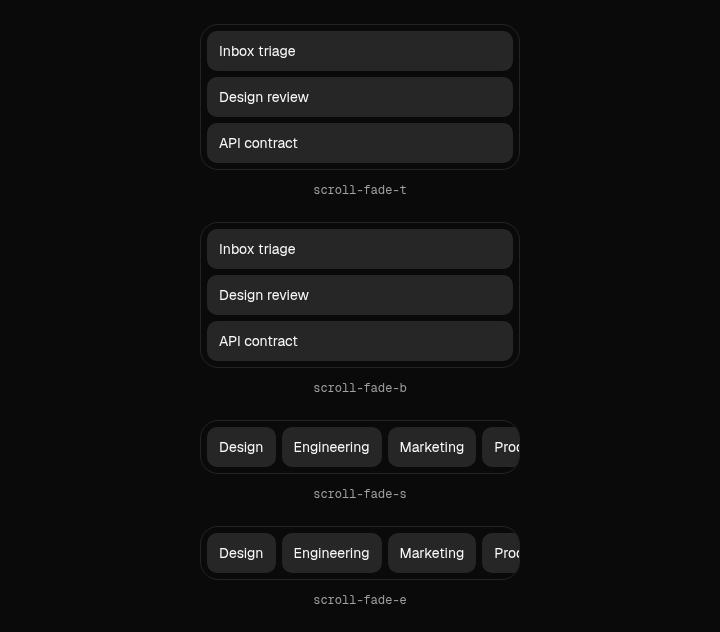 Inbox triage
Design review
API contract
scroll-fade-t
Inbox triage
Design review
API contract
scroll-fade-b
Design Engineering Marketing
scroll-fade-s
Design Engineering Marketing
scroll-fade-e